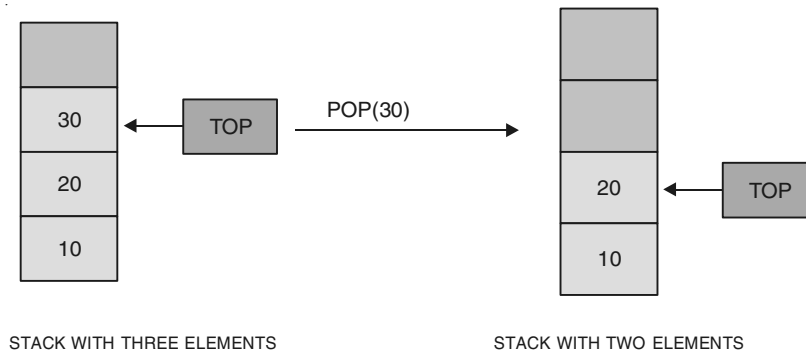 30
TOP
20
10
POP(30)
20
TOP
10
STACK WITH THREE ELEMENTS
STACK WITH TWO ELEMENTS